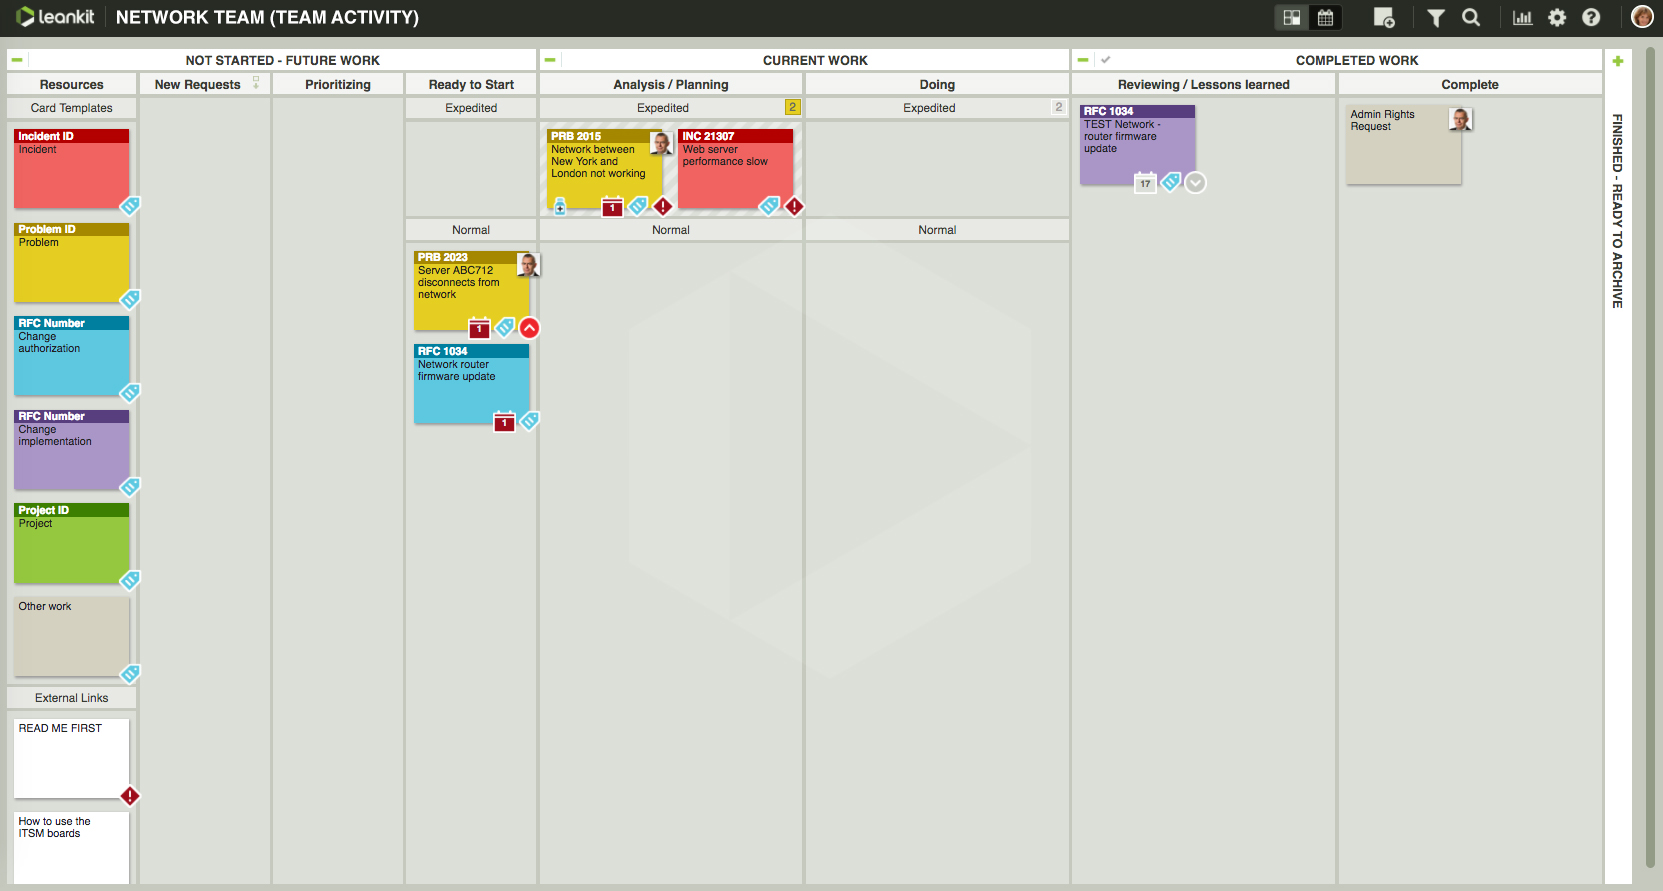 leankit
NETWORK TEAM (TEAM ACTIVITY)
NOT STARTED - FUTURE WORK
CURRENT WORK
COMPLETED WORK
Resources
New Requests
Prioritizing
Ready to Start
Analysis / Planning
Doing
Reviewing / Lessons learned
Complete
FINISHED - READY TO ARCHIVE
Card Templates
Expedited
Expedited
2
Expedited
2
Incident ID
Incident
Problem ID
Problem
RFC Number
Change
authorization
RFC Number
Change
implementation
Project ID
Project
Other work
External Links
READ ME FIRST
How to use the
ITSM boards
Normal
PRB 2023
Server ABC712
disconnects from
network
1
RFC 1034
Network router
firmware update
1
PRB 2015
Network between
New York and
London not working
1
INC 21307
Web server
performance slow
Normal
Normal
RFC 1034
TEST Network -
router firmware
update
17
Admin Rights
Request